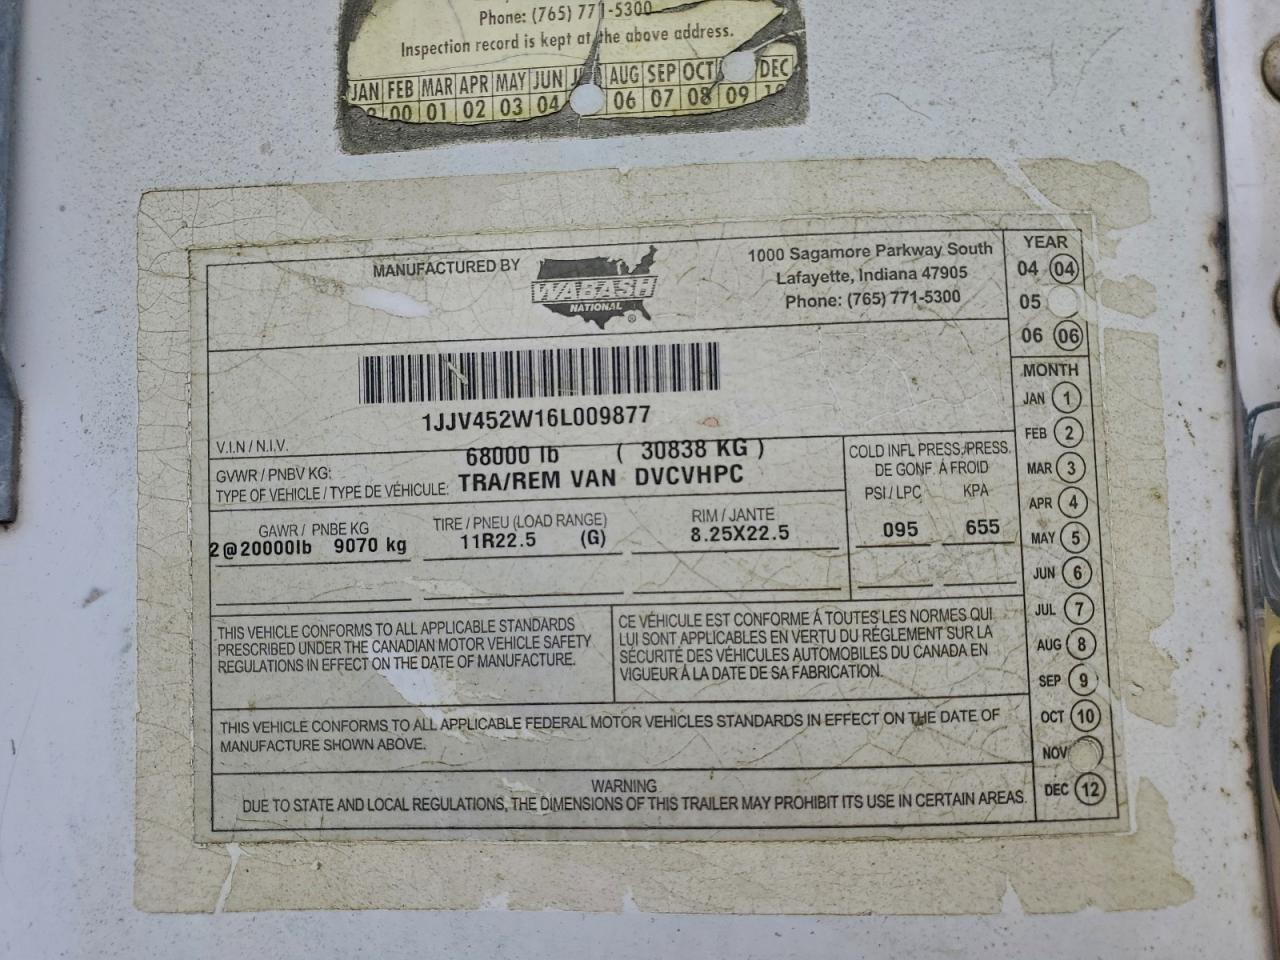 Phone: (765) 771-5300
Inspection record is kept at the above address.
JAN FEB MAR APR MAY JUN AUG SEP OCT DEC
00 01 02 03 04 06 07 08 09
MANUFACTURED BY
WABASH
NATIONAL ®
1000 Sagamore Parkway South
Lafayette, Indiana 47905
Phone: (765) 771-5300
YEAR
04 04
05
06 06
MONTH
JAN 1
FEB 2
MAR 3
APR 4
MAY 5
JUN 6
JUL 7
AUG 8
SEP 9
OCT 10
NOV
DEC 12
1JJV452W16L009877
V.I.N / N.I.V.
68000 lb ( 30838 KG )
GVWR / PNBV KG:
TYPE OF VEHICLE / TYPE DE VÉHICULE: TRA/REM VAN DVCVHPC
COLD INFL PRESS./PRESS.
DE GONF. À FROID
PSI / LPC KPA
095 655
GAWR / PNBE KG TIRE / PNEU (LOAD RANGE) RIM / JANTE
2@20000lb 9070 kg 11R22.5 (G) 8.25X22.5
THIS VEHICLE CONFORMS TO ALL APPLICABLE STANDARDS
PRESCRIBED UNDER THE CANADIAN MOTOR VEHICLE SAFETY
REGULATIONS IN EFFECT ON THE DATE OF MANUFACTURE.
CE VÉHICULE EST CONFORME À TOUTES LES NORMES QUI
LUI SONT APPLICABLES EN VERTU DU RÉGLEMENT SUR LA
SÉCURITÉ DES VÉHICULES AUTOMOBILES DU CANADA EN
VIGUEUR À LA DATE DE SA FABRICATION.
THIS VEHICLE CONFORMS TO ALL APPLICABLE FEDERAL MOTOR VEHICLES STANDARDS IN EFFECT ON THE DATE OF
MANUFACTURE SHOWN ABOVE.
WARNING
DUE TO STATE AND LOCAL REGULATIONS, THE DIMENSIONS OF THIS TRAILER MAY PROHIBIT ITS USE IN CERTAIN AREAS.